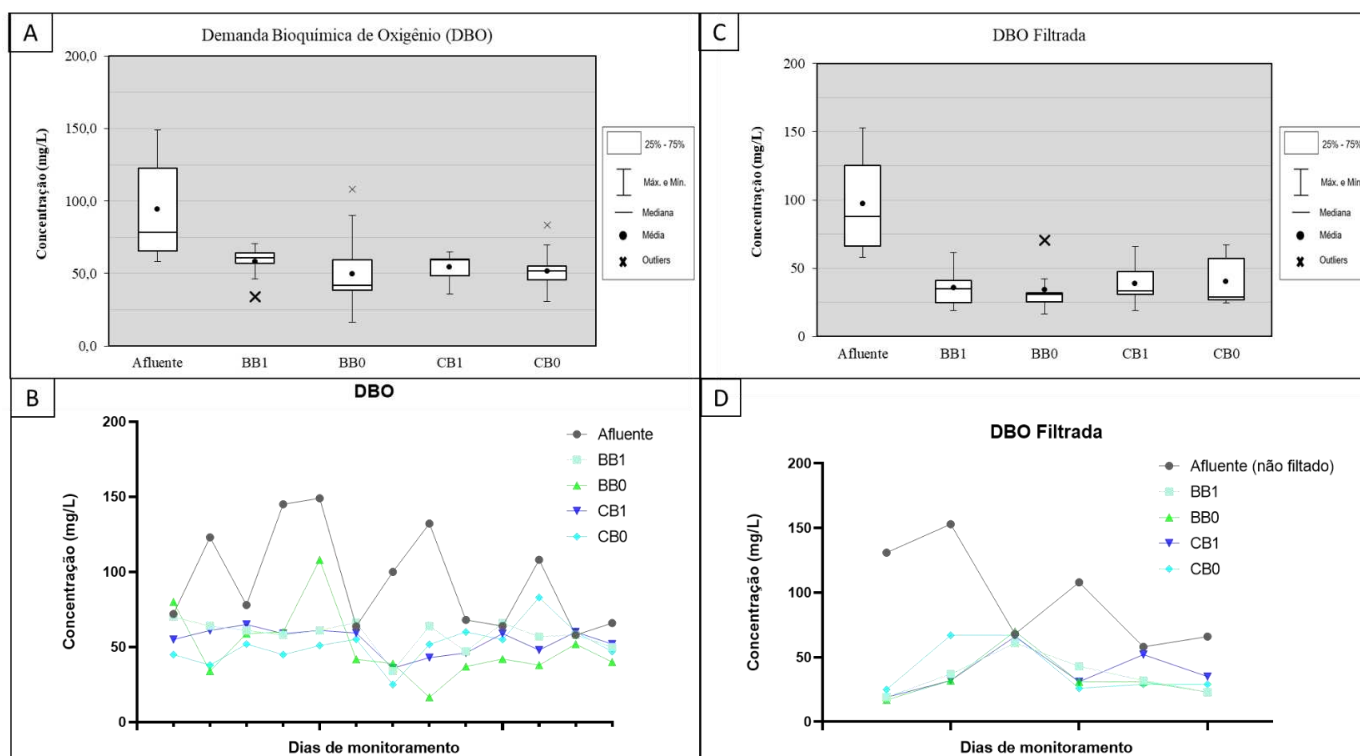 A
Demanda Bioquímica de Oxigênio (DBO)
Concentração (mg/L)
200,0
150,0
100,0
50,0
0,0
Afluente BB1 BB0 CB1 CB0
25% - 75%
Máx. e Mín.
Mediana
Média
Outliers
C
DBO Filtrada
Concentração (mg/L)
200
150
100
50
0
Afluente BB1 BB0 CB1 CB0
25% - 75%
Máx. e Mín.
Mediana
Média
Outliers
B
DBO
Concentração (mg/L)
200
150
100
50
0
Afluente
BB1
BB0
CB1
CB0
Dias de monitoramento
D
DBO Filtrada
Concentração (mg/L)
200
150
100
50
0
Afluente (não filtado)
BB1
BB0
CB1
CB0
Dias de monitoramento